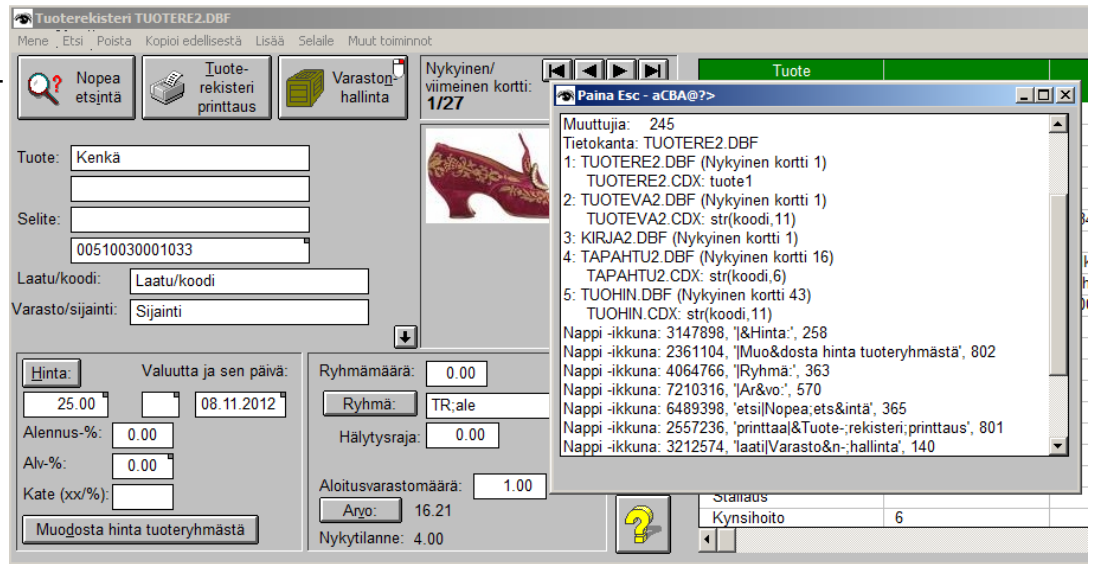 Tuoterekisteri TUOTERE2.DBF
Mene Etsi Poista Kopioi edellisestä Lisää Selaile Muut toiminnot
Nopea
etsintä
Tuote-
rekisteri
printtaus
Varaston-
hallinta
Nykyinen/
viimeinen kortti:
1/27
Tuote
Tuote: Kenkä
Selite:
00510030001033
Laatu/koodi: Laatu/koodi
Varasto/sijainti: Sijainti
Hinta: Valuutta ja sen päivä:
25.00 08.11.2012
Alennus-%: 0.00
Alv-%: 0.00
Kate (xx/%):
Muodosta hinta tuoteryhmästä
Ryhmämäärä: 0.00
Ryhmä: TR;ale
Hälytysraja: 0.00
Aloitusvarastomäärä: 1.00
Arvo: 16.21
Nykytilanne: 4.00
Paina Esc - aCBA@?>
Muuttujia: 245
Tietokanta: TUOTERE2.DBF
1: TUOTERE2.DBF (Nykyinen kortti 1)
TUOTERE2.CDX: tuote1
2: TUOTEVA2.DBF (Nykyinen kortti 1)
TUOTEVA2.CDX: str(koodi,11)
3: KIRJA2.DBF (Nykyinen kortti 1)
4: TAPAHTU2.DBF (Nykyinen kortti 16)
TAPAHTU2.CDX: str(koodi,6)
5: TUOHIN.DBF (Nykyinen kortti 43)
TUOHIN.CDX: str(koodi,11)
Nappi -ikkuna: 3147898, '|&Hinta:', 258
Nappi -ikkuna: 2361104, '|Muo&dosta hinta tuoteryhmästä', 802
Nappi -ikkuna: 4064766, '|Ryhmä:', 363
Nappi -ikkuna: 7210316, '|Ar&vo:', 570
Nappi -ikkuna: 6489398, 'etsi|Nopea;ets&intä', 365
Nappi -ikkuna: 2557236, 'printtaa|&Tuote-;rekisteri;printtaus', 801
Nappi -ikkuna: 3212574, 'laati|Varasto&n-;hallinta', 140
Kynsihoito 6